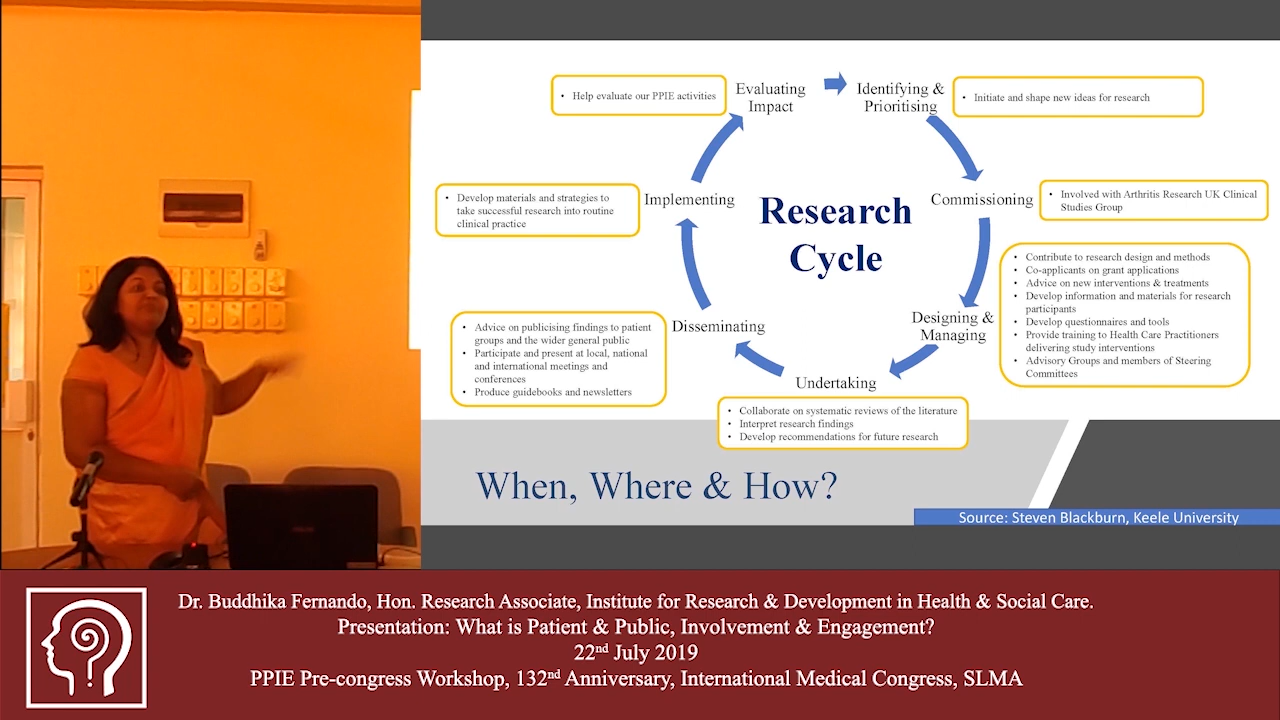 Evaluating
Impact
• Help evaluate our PPIE activities
Identifying &
Prioritising
• Initiate and shape new ideas for research
Commissioning
• Involved with Arthritis Research UK Clinical
Studies Group
Designing &
Managing
• Contribute to research design and methods
• Co-applicants on grant applications
• Advice on new interventions & treatments
• Develop information and materials for research
participants
• Develop questionnaires and tools
• Provide training to Health Care Practitioners
delivering study interventions
• Advisory Groups and members of Steering
Committees
Undertaking
• Collaborate on systematic reviews of the literature
• Interpret research findings
• Develop recommendations for future research
Disseminating
• Advice on publicising findings to patient
groups and the wider general public
• Participate and present at local, national
and international meetings and
conferences
• Produce guidebooks and newsletters
Implementing
• Develop materials and strategies to
take successful research into routine
clinical practice
Research
Cycle
When, Where & How?
Source: Steven Blackburn, Keele University
Dr. Buddhika Fernando, Hon. Research Associate, Institute for Research & Development in Health & Social Care.
Presentation: What is Patient & Public, Involvement & Engagement?
22nd July 2019
PPIE Pre-congress Workshop, 132nd Anniversary, International Medical Congress, SLMA